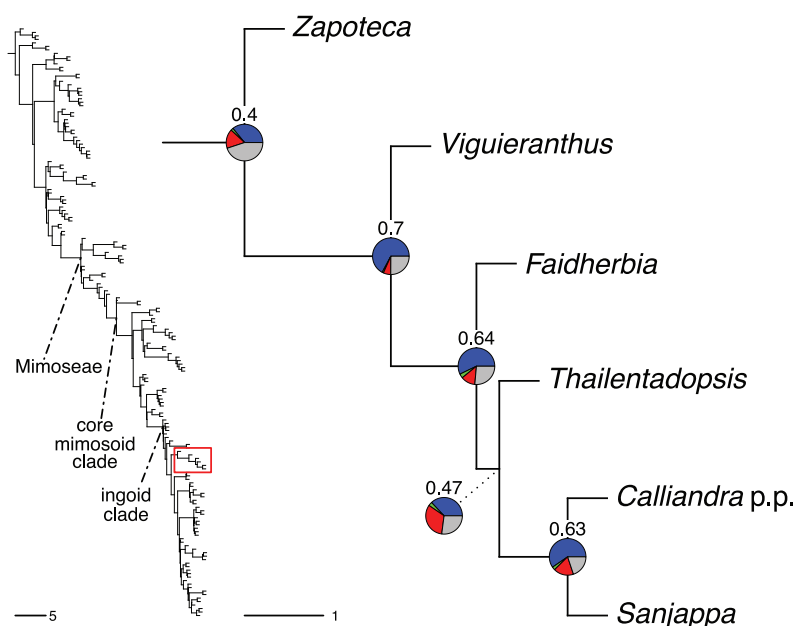 Zapoteca
0.4
Viguieranthus
0.7
Faidherbia
0.64
Mimoseae
Thailentadopsis
core
mimosoid
clade
0.47
ingoid
clade
Calliandra p.p.
0.63
5
1
Sanjappa